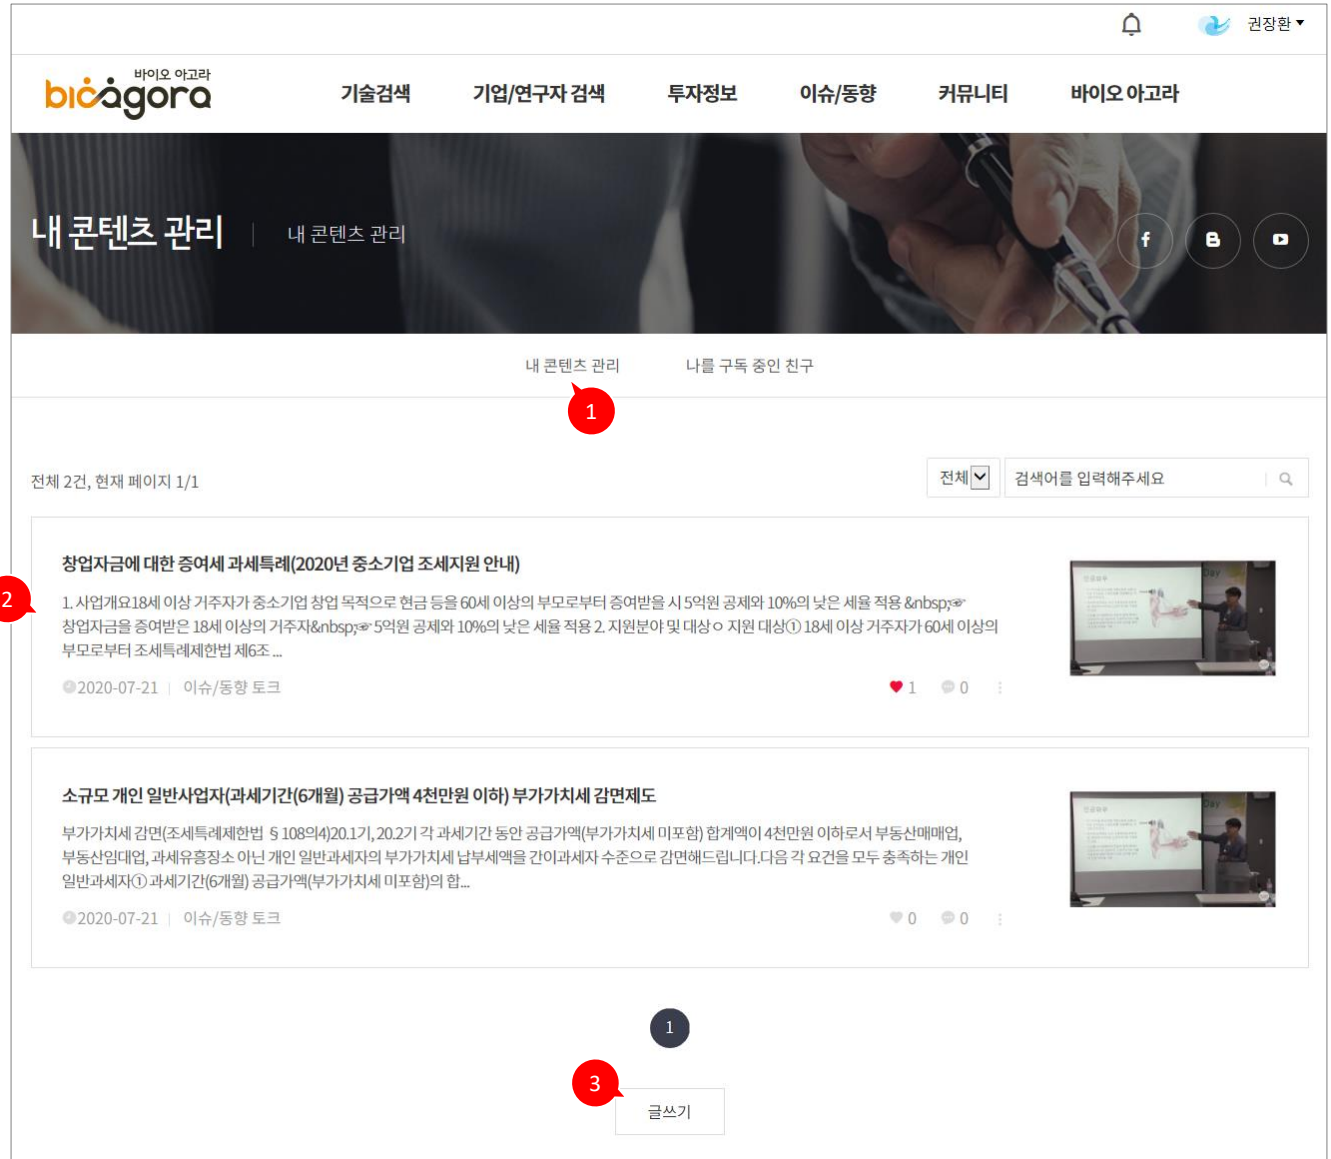 권장환
바이오 아고라
bioagora
기술검색 기업/연구자 검색 투자정보 이슈/동향 커뮤니티 바이오 아고라
내 콘텐츠 관리 내 콘텐츠 관리
내 콘텐츠 관리 나를 구독 중인 친구
1
전체 2건, 현재 페이지 1/1 전체 검색어를 입력해주세요
창업자금에 대한 증여세 과세특례(2020년 중소기업 조세지원 안내)
2
1. 사업개요18세 이상 거주자가 중소기업 창업 목적으로 현금 등을 60세 이상의 부모로부터 증여받을 시 5억원 공제와 10%의 낮은 세율 적용 &nbsp;☞
창업자금을 증여받은 18세 이상의 거주자&nbsp;☞ 5억원 공제와 10%의 낮은 세율 적용 2. 지원분야 및 대상ㅇ 지원 대상① 18세 이상 거주자가 60세 이상의
부모로부터 조세특례제한법 제6조 ...
2020-07-21 | 이슈/동향 토크 1 0
소규모 개인 일반사업자(과세기간(6개월) 공급가액 4천만원 이하) 부가가치세 감면제도
부가가치세 감면(조세특례제한법 §108의4)20.1기, 20.2기 각 과세기간 동안 공급가액(부가가치세 미포함) 합계액이 4천만원 이하로서 부동산매매업,
부동산임대업, 과세유흥장소 아닌 개인 일반과세자의 부가가치세 납부세액을 간이과세자 수준으로 감면해드립니다.다음 각 요건을 모두 충족하는 개인
일반과세자① 과세기간(6개월) 공급가액(부가가치세 미포함)의 합...
2020-07-21 | 이슈/동향 토크 0 0
1
3
글쓰기